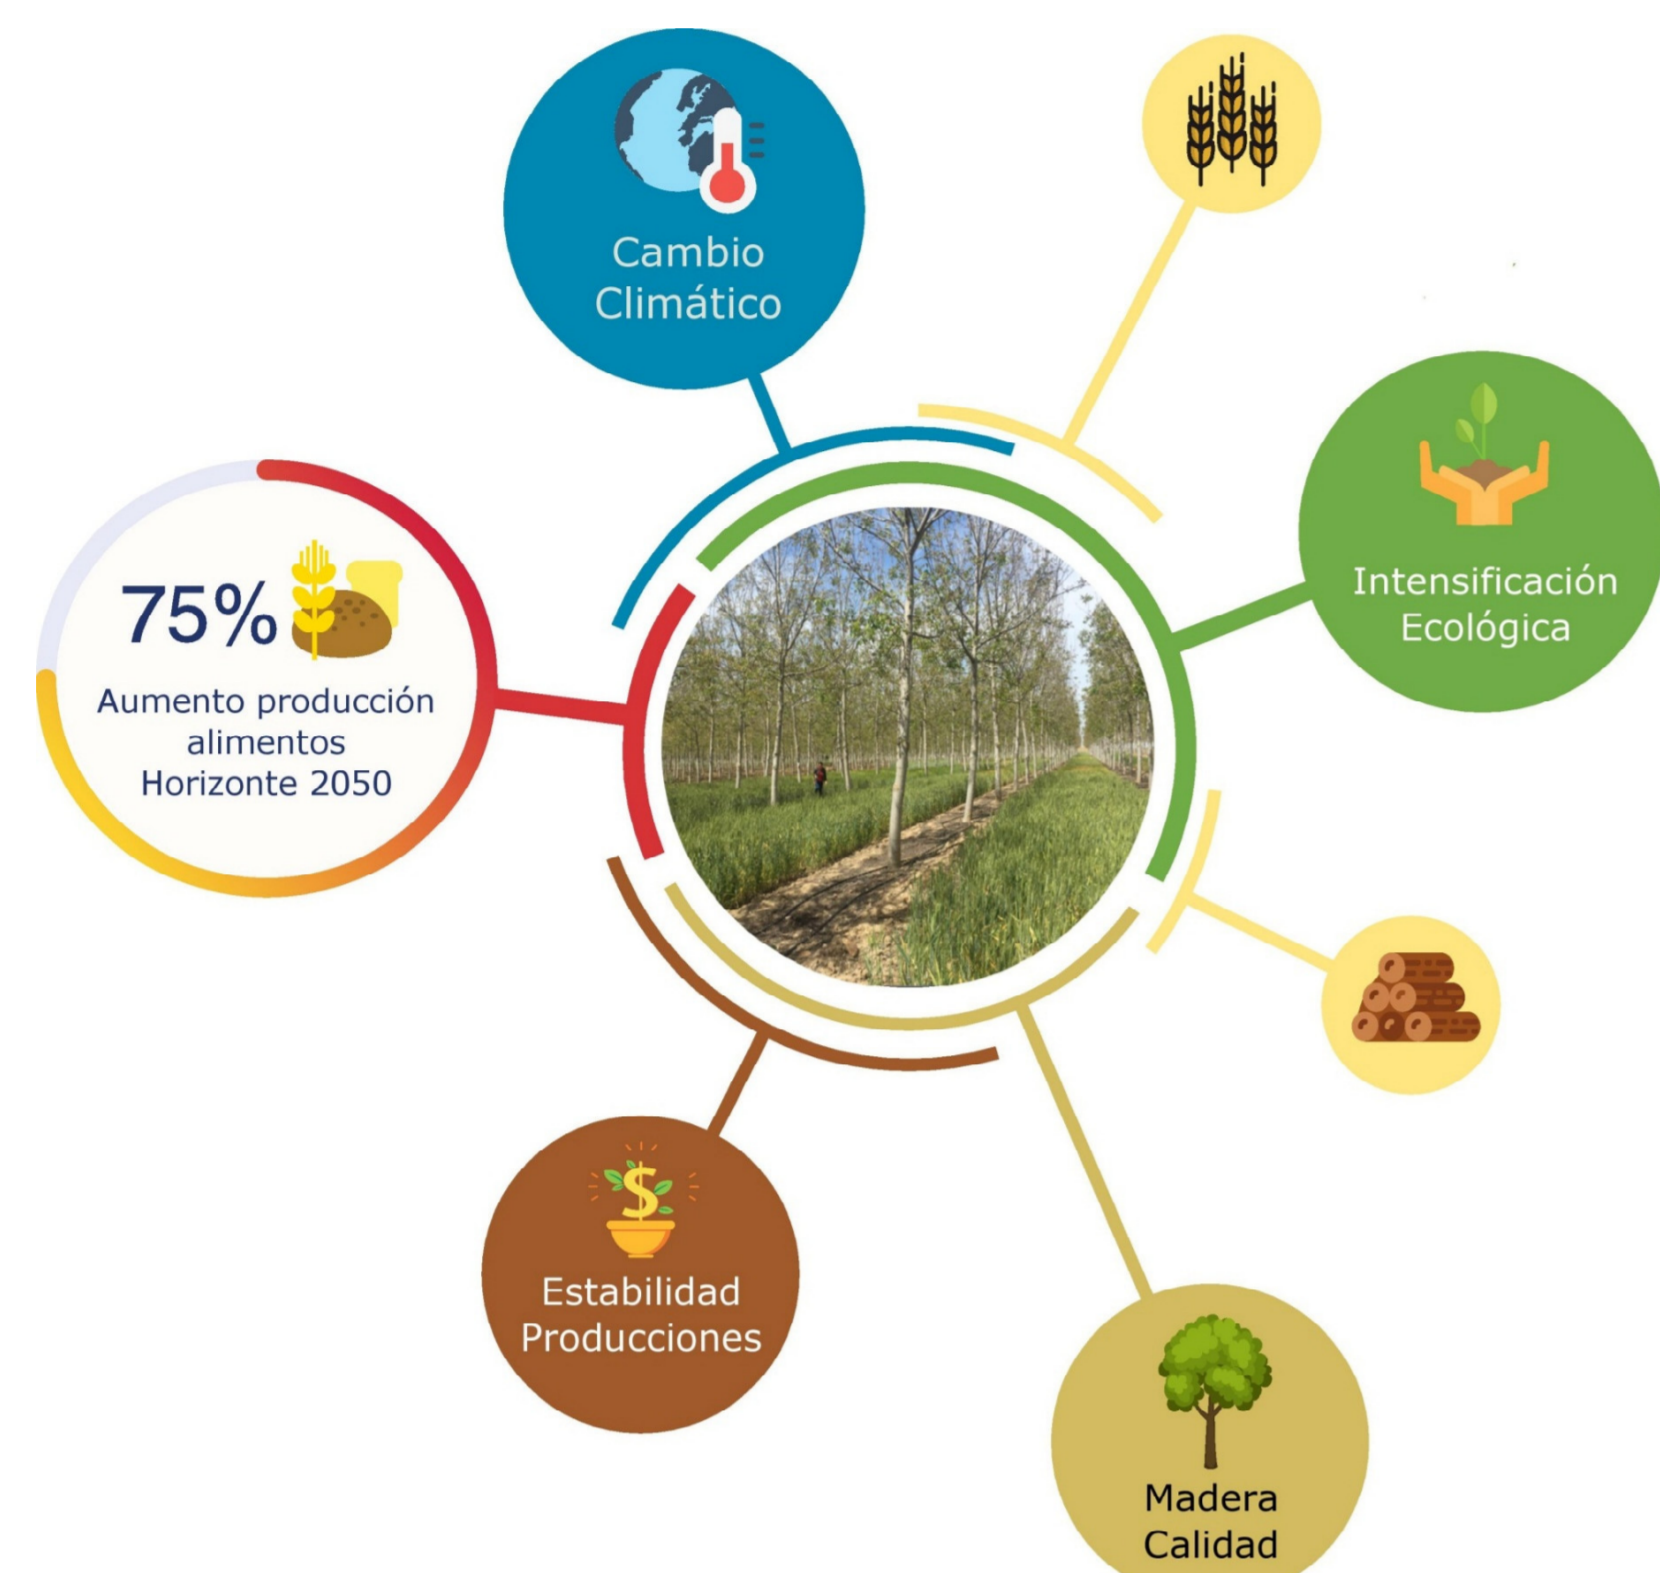 Cambio
Climático
Intensificación
Ecológica
75%
Aumento producción
alimentos
Horizonte 2050
Estabilidad
Producciones
Madera
Calidad